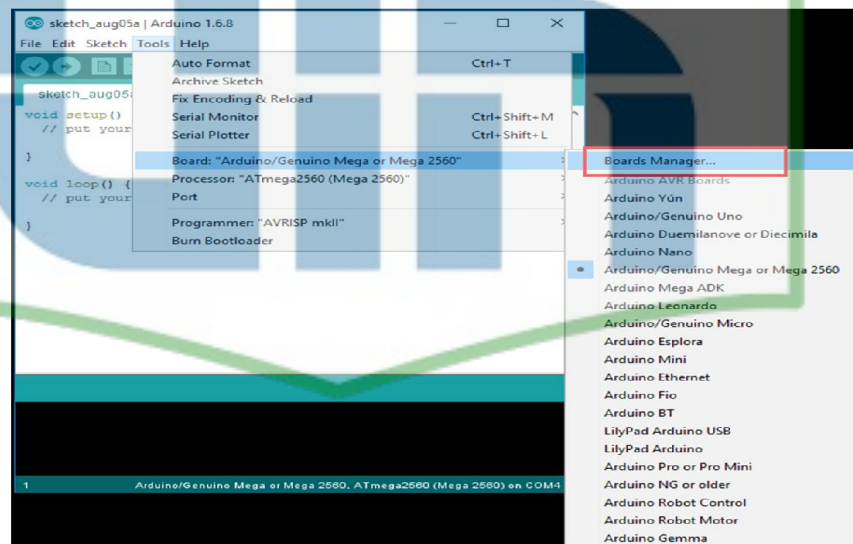 sketch_aug05a | Arduino 1.6.8
File Edit Sketch Tools Help
sketch_aug05a
void setup()
// put your
}
void loop() {
// put your
}
Auto Format Ctrl+T
Archive Sketch
Fix Encoding & Reload
Serial Monitor Ctrl+Shift+M
Serial Plotter Ctrl+Shift+L
Board: "Arduino/Genuino Mega or Mega 2560"
Processor: "ATmega2560 (Mega 2560)"
Port
Programmer: "AVRISP mkII"
Burn Bootloader
Boards Manager...
Arduino AVR Boards
Arduino Yún
Arduino/Genuino Uno
Arduino Duemilanove or Diecimila
Arduino Nano
Arduino/Genuino Mega or Mega 2560
Arduino Mega ADK
Arduino Leonardo
Arduino/Genuino Micro
Arduino Esplora
Arduino Mini
Arduino Ethernet
Arduino Fio
Arduino BT
LilyPad Arduino USB
LilyPad Arduino
Arduino Pro or Pro Mini
Arduino NG or older
Arduino Robot Control
Arduino Robot Motor
Arduino Gemma
1 Arduino/Genuino Mega or Mega 2560, ATmega2560 (Mega 2560) on COM4